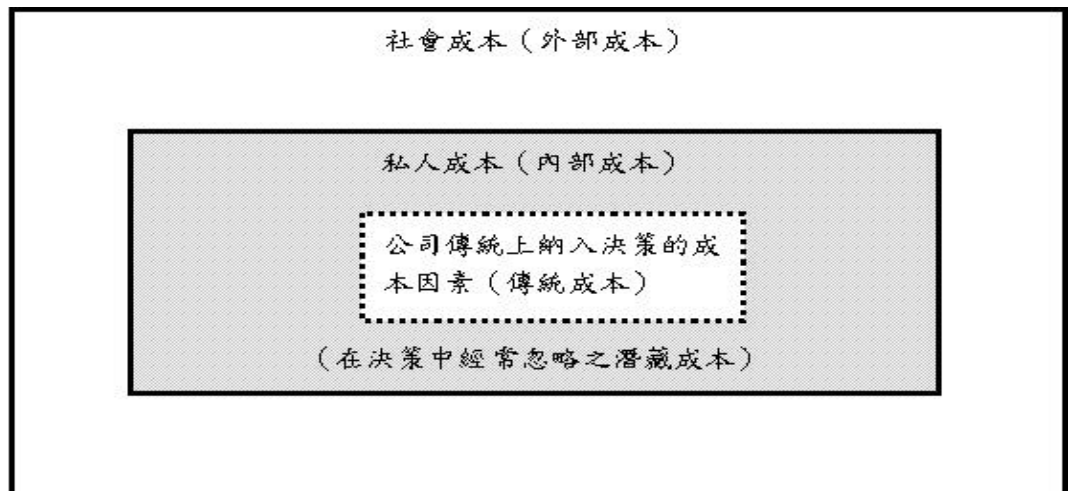 社會成本（外部成本）
私人成本（內部成本）
公司傳統上納入決策的成
本因素（傳統成本）
（在決策中經常忽略之潛藏成本）